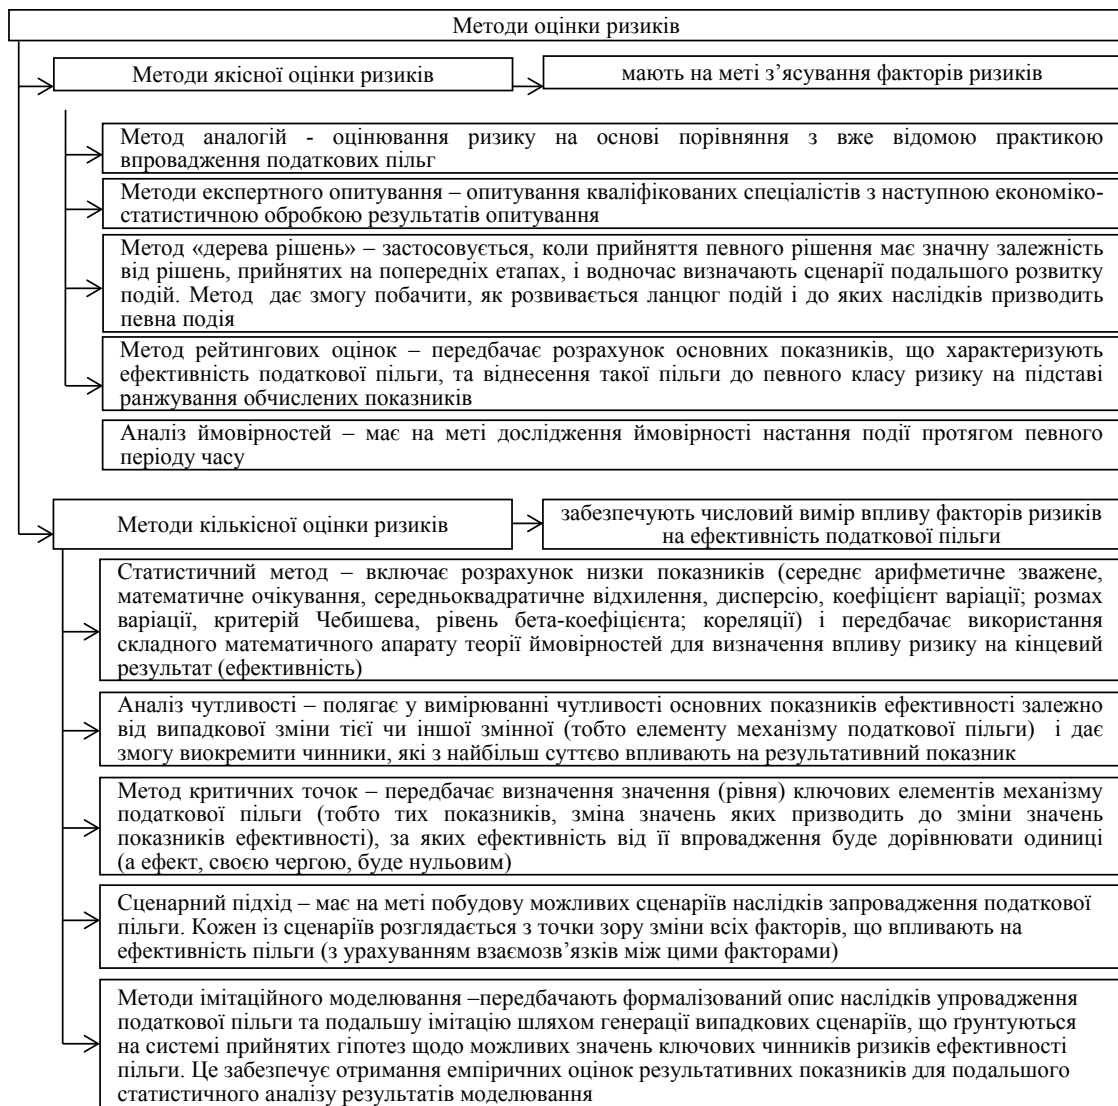 Методи оцінки ризиків
Методи якісної оцінки ризиків
мають на меті з’ясування факторів ризиків
Метод аналогій - оцінювання ризику на основі порівняння з вже відомою практикою
впровадження податкових пільг
Методи експертного опитування – опитування кваліфікованих спеціалістів з наступною економіко-
статистичною обробкою результатів опитування
Метод «дерева рішень» – застосовується, коли прийняття певного рішення має значну залежність
від рішень, прийнятих на попередніх етапах, і водночас визначають сценарії подальшого розвитку
подій. Метод дає змогу побачити, як розвивається ланцюг подій і до яких наслідків призводить
певна подія
Метод рейтингових оцінок – передбачає розрахунок основних показників, що характеризують
ефективність податкової пільги, та віднесення такої пільги до певного класу ризику на підставі
ранжування обчислених показників
Аналіз ймовірностей – має на меті дослідження ймовірності настання події протягом певного
періоду часу
Методи кількісної оцінки ризиків
забезпечують числовий вимір впливу факторів ризиків
на ефективність податкової пільги
Статистичний метод – включає розрахунок низки показників (середнє арифметичне зважене,
математичне очікування, середньоквадратичне відхилення, дисперсію, коефіцієнт варіації; розмах
варіації, критерій Чебишева, рівень бета-коефіцієнта; кореляції) і передбачає використання
складного математичного апарату теорії ймовірностей для визначення впливу ризику на кінцевий
результат (ефективність)
Аналіз чутливості – полягає у вимірюванні чутливості основних показників ефективності залежно
від випадкової зміни тієї чи іншої змінної (тобто елементу механізму податкової пільги) і дає
змогу виокремити чинники, які з найбільш суттєво впливають на результативний показник
Метод критичних точок – передбачає визначення значення (рівня) ключових елементів механізму
податкової пільги (тобто тих показників, зміна значень яких призводить до зміни значень
показників ефективності), за яких ефективність від її впровадження буде дорівнювати одиниці
(а ефект, своєю чергою, буде нульовим)
Сценарний підхід – має на меті побудову можливих сценаріїв наслідків запровадження податкової
пільги. Кожен із сценаріїв розглядається з точки зору зміни всіх факторів, що впливають на
ефективність пільги (з урахуванням взаємозв’язків між цими факторами)
Методи імітаційного моделювання –передбачають формалізований опис наслідків упровадження
податкової пільги та подальшу імітацію шляхом генерації випадкових сценаріїв, що ґрунтуються
на системі прийнятих гіпотез щодо можливих значень ключових чинників ризиків ефективності
пільги. Це забезпечує отримання емпіричних оцінок результативних показників для подальшого
статистичного аналізу результатів моделювання